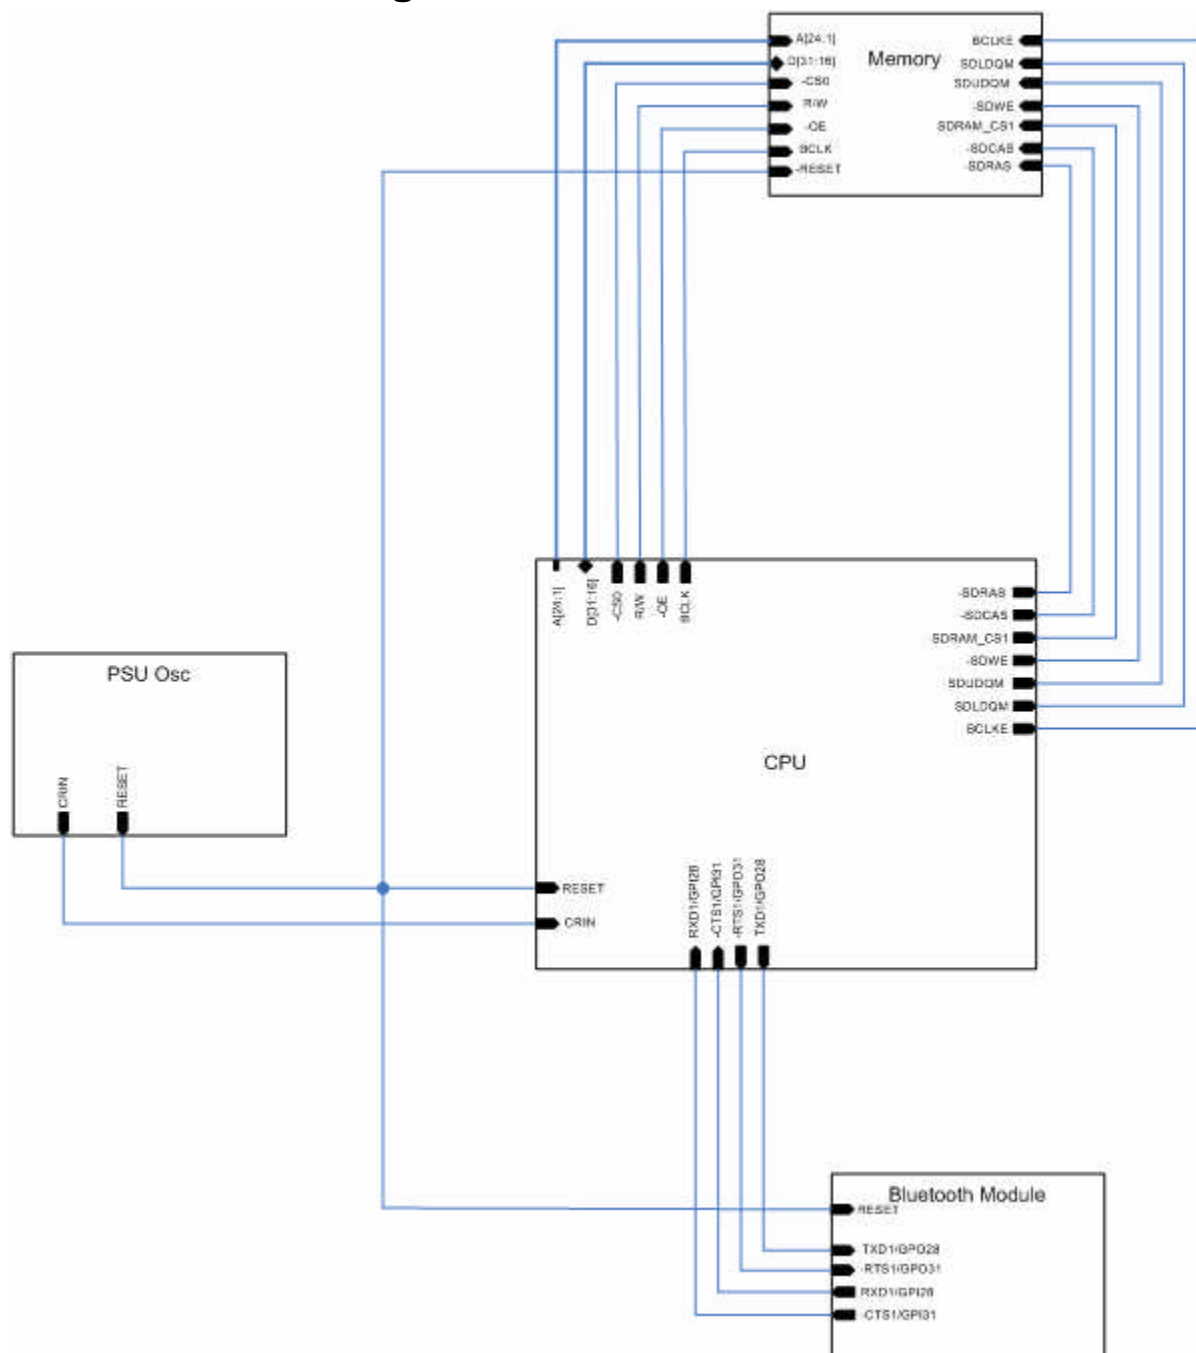 A[24:1]
D[31:16]
-CS0
R/W
-OE
BCLK
-RESET
Memory
BCLKE
SDLDQM
SDUDQM
-SDWE
SDRAM_CS1
-SDCAS
-SDRAS
A[24:1]
D[31:16]
-CS0
R/W
-OE
BCLK
-SDRAS
-SDCAS
SDRAM_CS1
-SDWE
SDUDQM
SDLDQM
BCLKE
CPU
PSU Osc
CRIN
RESET
RESET
CRIN
RXD1/GPI28
-CTS1/GPI31
-RTS1/GPO31
TXD1/GPO28
Bluetooth Module
RESET
TXD1/GPO28
-RTS1/GPO31
RXD1/GPI28
-CTS1/GPI31